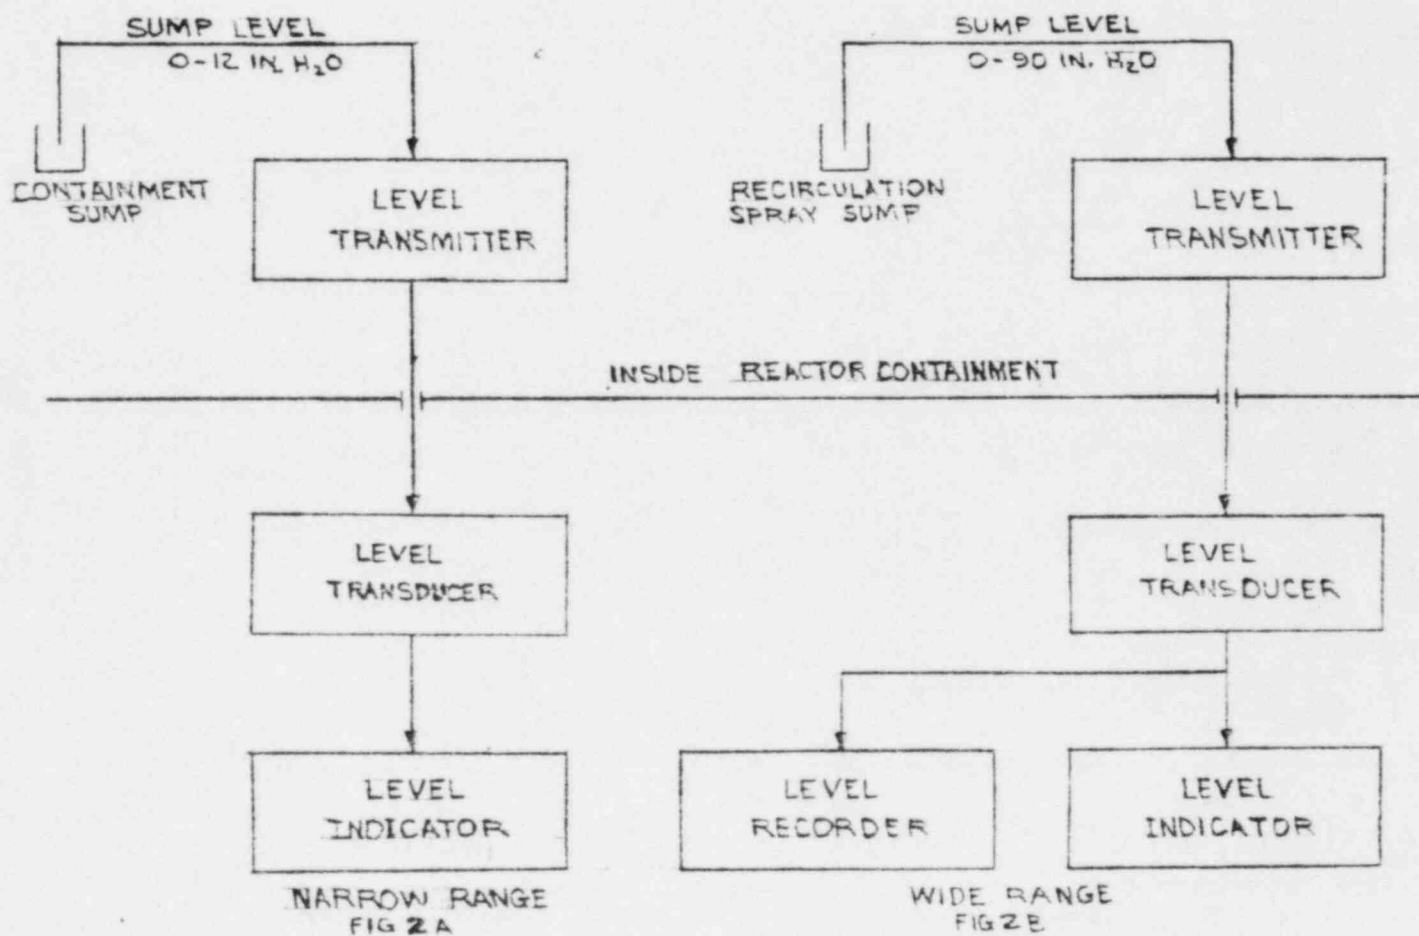 SUMP LEVEL
0-12 IN. H₂O
CONTAINMENT
SUMP
LEVEL
TRANSMITTER
SUMP LEVEL
0-90 IN. H₂O
RECIRCULATION
SPRAY SUMP
LEVEL
TRANSMITTER
INSIDE REACTOR CONTAINMENT
LEVEL
TRANSDUCER
LEVEL
TRANSDUCER
LEVEL
INDICATOR
LEVEL
RECORDER
LEVEL
INDICATOR
NARROW RANGE
FIG 2A
WIDE RANGE
FIG 2B